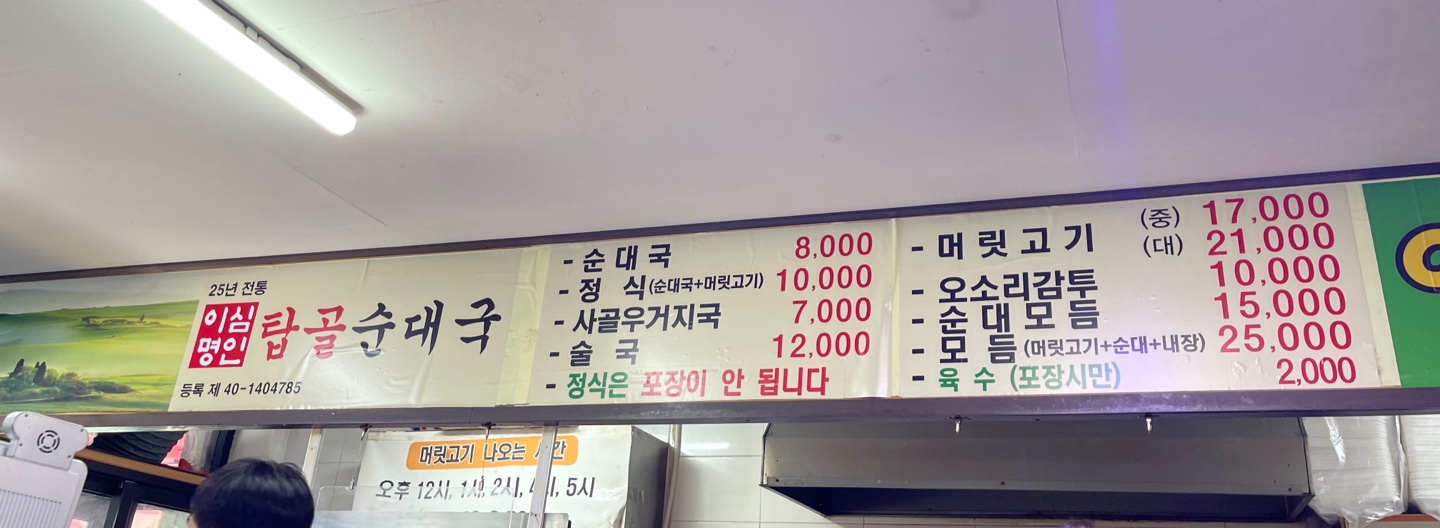 25년 전통
이심
명인
탑골순대국
등록 제 40-1404785
- 순대국 8,000
- 정 식 (순대국+머릿고기) 10,000
- 사골우거지국 7,000
- 술 국 12,000
- 정식은 포장이 안 됩니다
- 머릿고기 (중) 17,000
(대) 21,000
- 오소리감투 10,000
- 순대모듬 15,000
- 모 듬 (머릿고기+순대+내장) 25,000
- 육 수 (포장시만) 2,000
머릿고기 나오는 시간
오후 12시, 1시, 2시, 4시, 5시